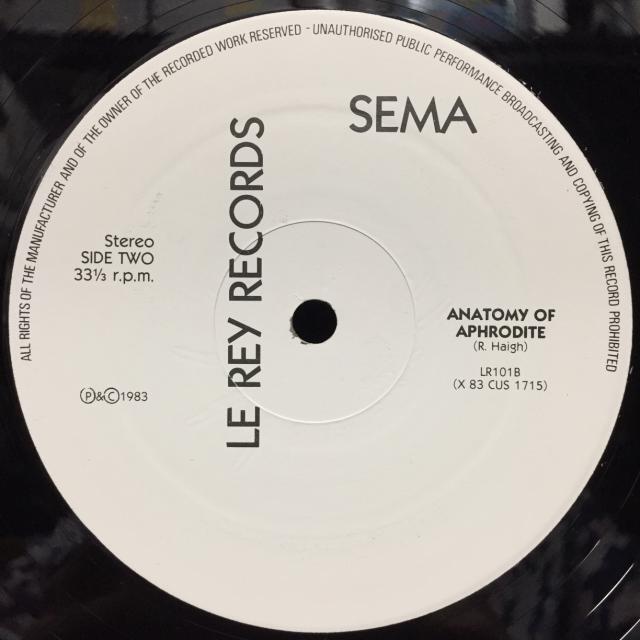 ALL RIGHTS OF THE MANUFACTURER AND OF THE OWNER OF THE RECORDED WORK RESERVED - UNAUTHORISED PUBLIC PERFORMANCE BROADCASTING AND COPYING OF THIS RECORD PROHIBITED
SEMA
LE REY RECORDS
Stereo
SIDE TWO
33⅓ r.p.m.
ANATOMY OF
APHRODITE
(R. Haigh)
LR101B
(X 83 CUS 1715)
Ⓟ&©1983